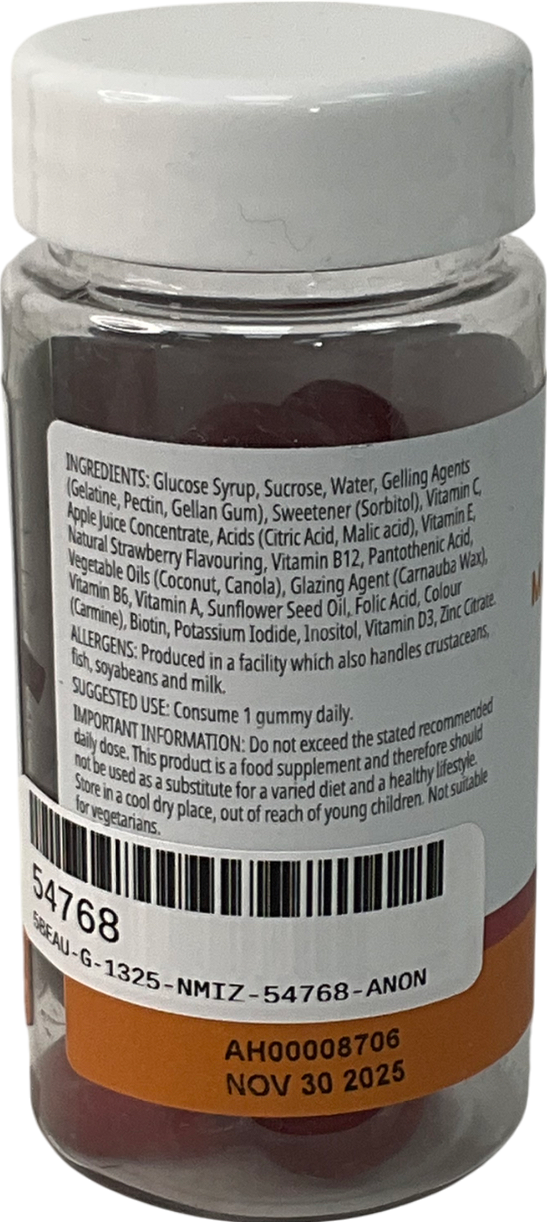 INGREDIENTS: Glucose Syrup, Sucrose, Water, Gelling Agents
(Gelatine, Pectin, Gellan Gum), Sweetener (Sorbitol), Vitamin C,
Apple Juice Concentrate, Acids (Citric Acid, Malic acid), Vitamin E,
Natural Strawberry Flavouring, Vitamin B12, Pantothenic Acid,
Vegetable Oils (Coconut, Canola), Glazing Agent (Carnauba Wax),
Vitamin B6, Vitamin A, Sunflower Seed Oil, Folic Acid, Colour
(Carmine), Biotin, Potassium Iodide, Inositol, Vitamin D3, Zinc Citrate.
ALLERGENS: Produced in a facility which also handles crustaceans,
fish, soyabeans and milk.
SUGGESTED USE: Consume 1 gummy daily.
IMPORTANT INFORMATION: Do not exceed the stated recommended
daily dose. This product is a food supplement and therefore should
not be used as a substitute for a varied diet and a healthy lifestyle.
Store in a cool dry place, out of reach of young children. Not suitable
for vegetarians.
54768
5BEAU-G-1325-NMIZ-54768-ANON
AH00008706
NOV 30 2025